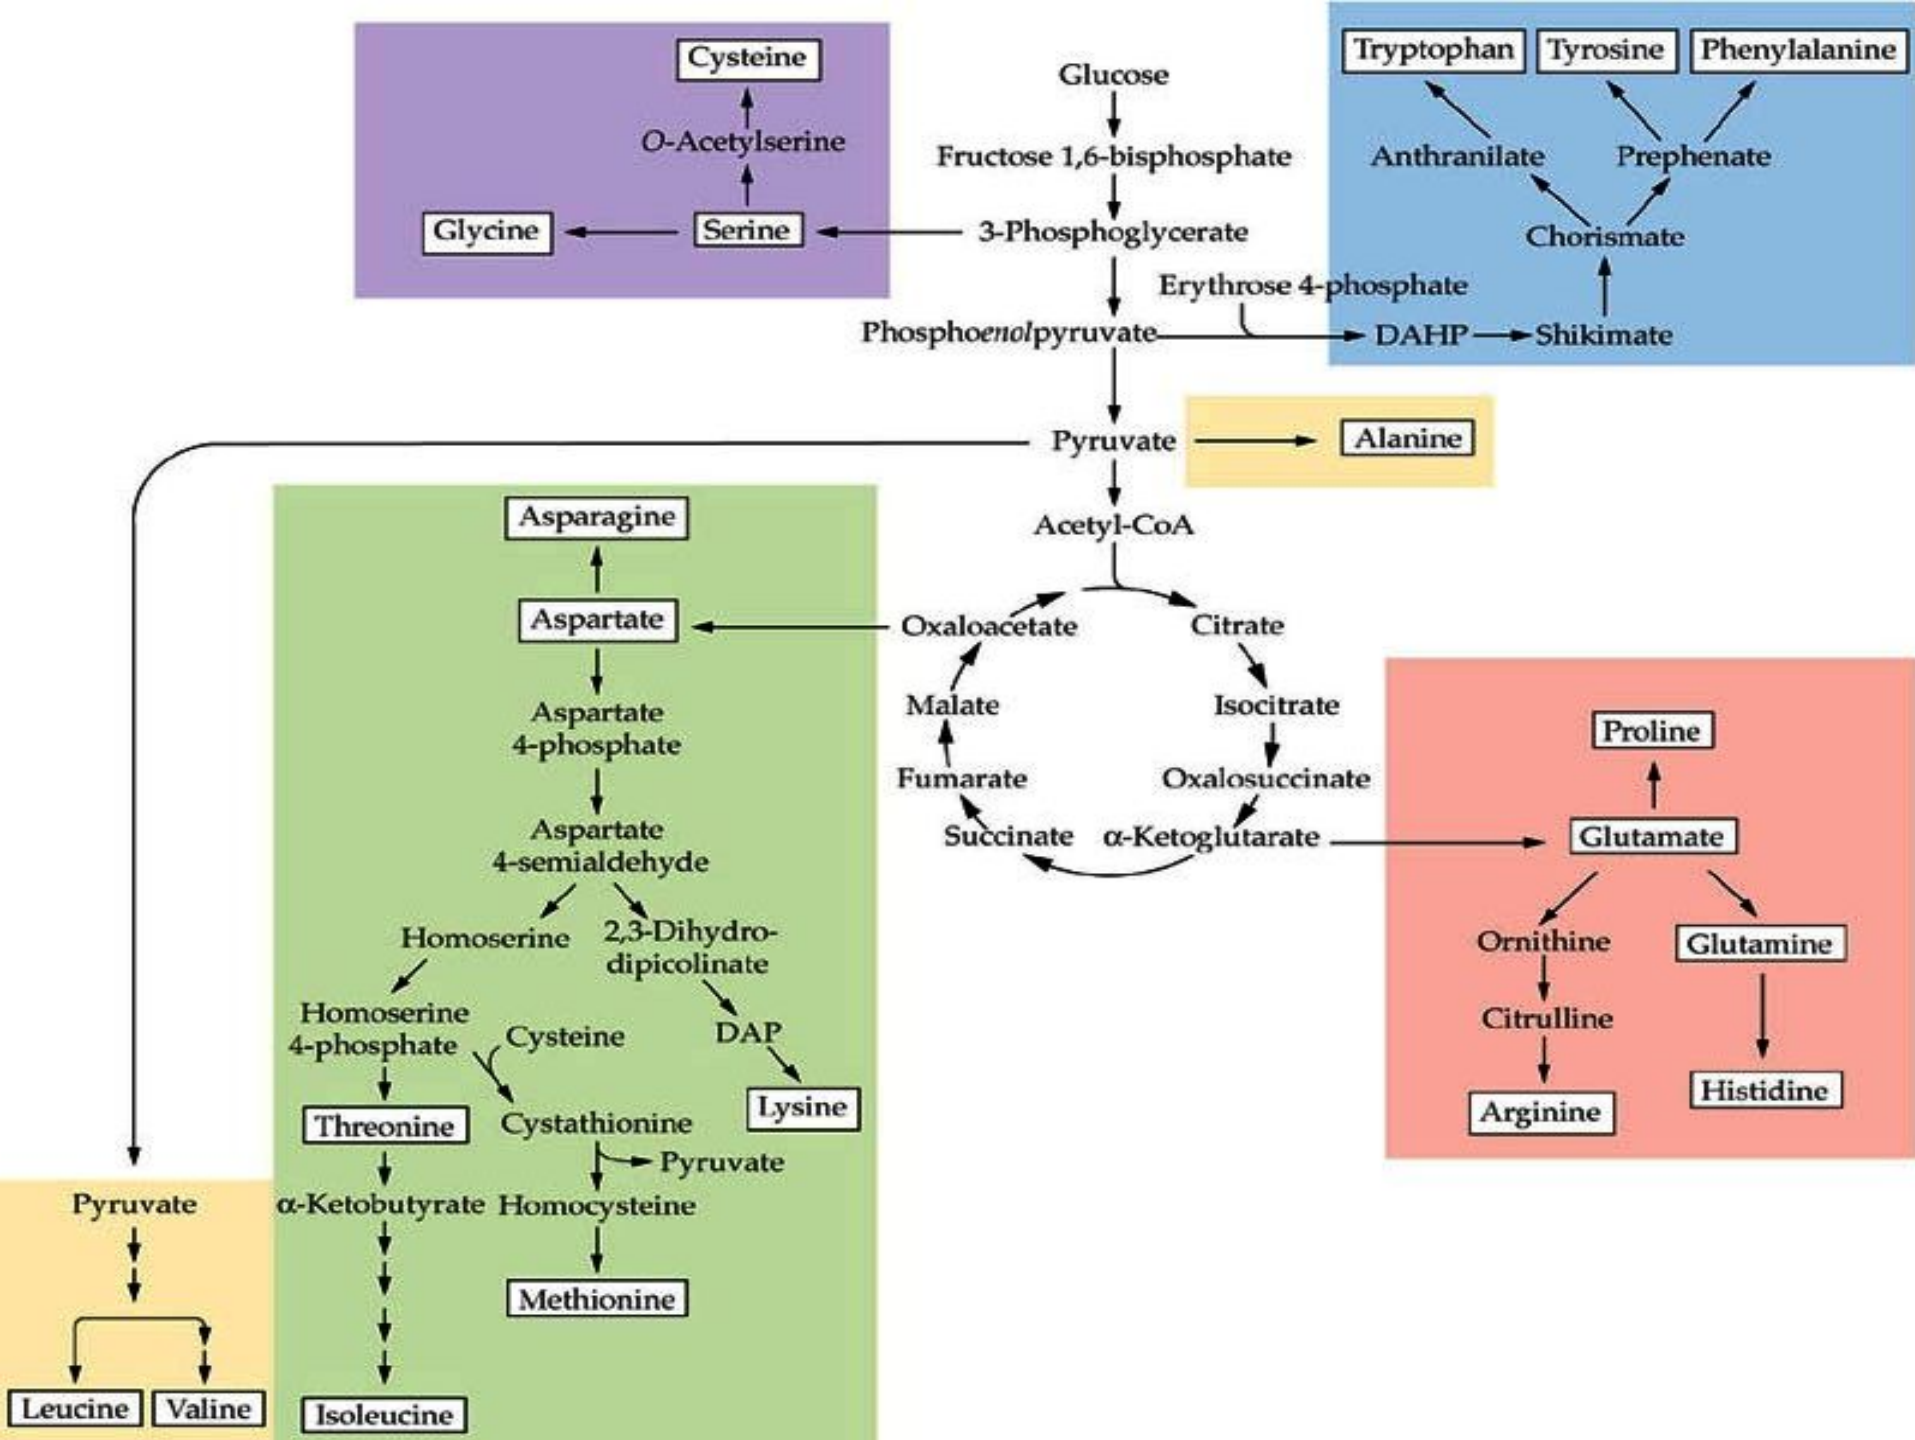 Cysteine
O-Acetylserine
Glycine
Serine
Glucose
Fructose 1,6-bisphosphate
3-Phosphoglycerate
Erythrose 4-phosphate
Phosphoenolpyruvate
Tryptophan
Tyrosine
Phenylalanine
Anthranilate
Prephenate
Chorismate
DAHP
Shikimate
Pyruvate
Alanine
Acetyl-CoA
Oxaloacetate
Citrate
Malate
Isocitrate
Fumarate
Oxalosuccinate
Succinate
α-Ketoglutarate
Asparagine
Aspartate
Aspartate
4-phosphate
Aspartate
4-semialdehyde
Homoserine
2,3-Dihydro-
dipicolinate
Homoserine
4-phosphate
Cysteine
DAP
Threonine
Cystathionine
Lysine
Pyruvate
α-Ketobutyrate
Homocysteine
Methionine
Isoleucine
Pyruvate
Leucine
Valine
Proline
Glutamate
Ornithine
Glutamine
Citrulline
Arginine
Histidine